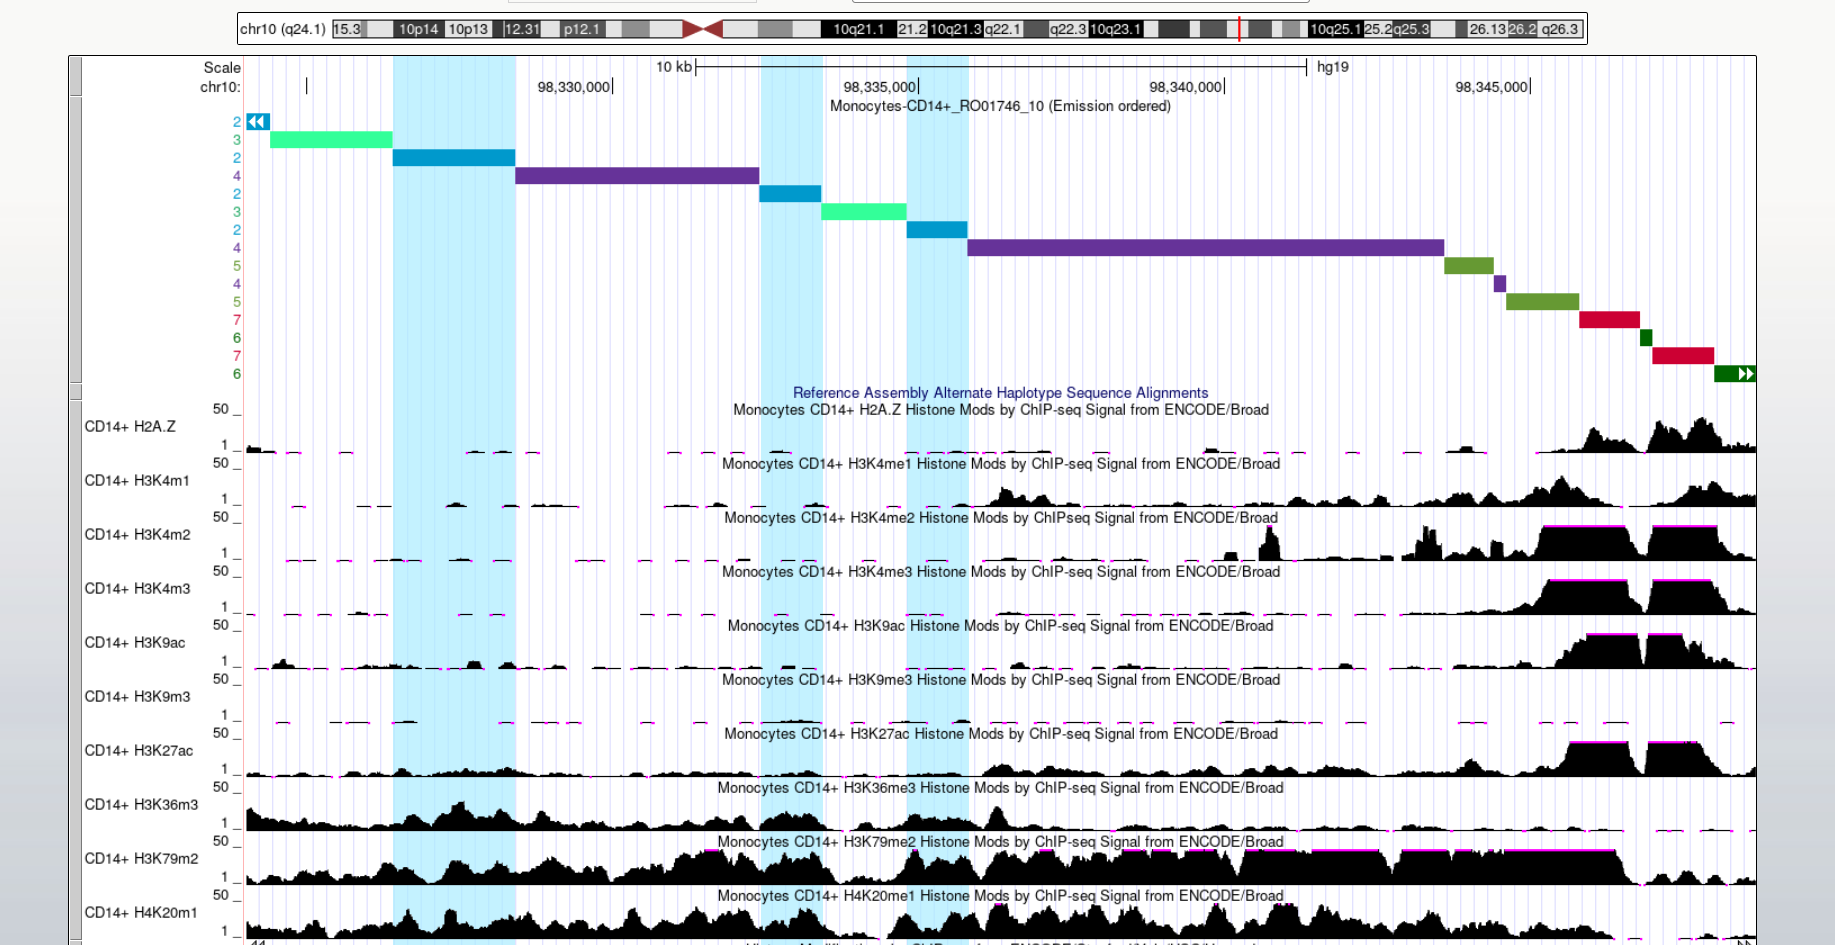 chr10 (q24.1) 15.3 10p14 10p13 12.31 p12.1 10q21.1 21.2 10q21.3 q22.1 q22.3 10q23.1 10q25.1 25.2 q25.3 26.13 26.2 q26.3
Scale 10 kb hg19
chr10: 98,330,000 98,335,000 98,340,000 98,345,000
Monocytes-CD14+_RO01746_10 (Emission ordered)
2
3
2
4
2
3
2
4
5
4
5
7
6
7
6
Reference Assembly Alternate Haplotype Sequence Alignments
50 Monocytes CD14+ H2A.Z Histone Mods by ChIP-seq Signal from ENCODE/Broad
CD14+ H2A.Z
1
50 Monocytes CD14+ H3K4me1 Histone Mods by ChIP-seq Signal from ENCODE/Broad
CD14+ H3K4m1
1
50 Monocytes CD14+ H3K4me2 Histone Mods by ChIPseq Signal from ENCODE/Broad
CD14+ H3K4m2
1
50 Monocytes CD14+ H3K4me3 Histone Mods by ChIP-seq Signal from ENCODE/Broad
CD14+ H3K4m3
1
50 Monocytes CD14+ H3K9ac Histone Mods by ChIP-seq Signal from ENCODE/Broad
CD14+ H3K9ac
1
50 Monocytes CD14+ H3K9me3 Histone Mods by ChIP-seq Signal from ENCODE/Broad
CD14+ H3K9m3
1
50 Monocytes CD14+ H3K27ac Histone Mods by ChIP-seq Signal from ENCODE/Broad
CD14+ H3K27ac
1
50 Monocytes CD14+ H3K36me3 Histone Mods by ChIP-seq Signal from ENCODE/Broad
CD14+ H3K36m3
1
50 Monocytes CD14+ H3K79me2 Histone Mods by ChIP-seq Signal from ENCODE/Broad
CD14+ H3K79m2
1
50 Monocytes CD14+ H4K20me1 Histone Mods by ChIP-seq Signal from ENCODE/Broad
CD14+ H4K20m1
1